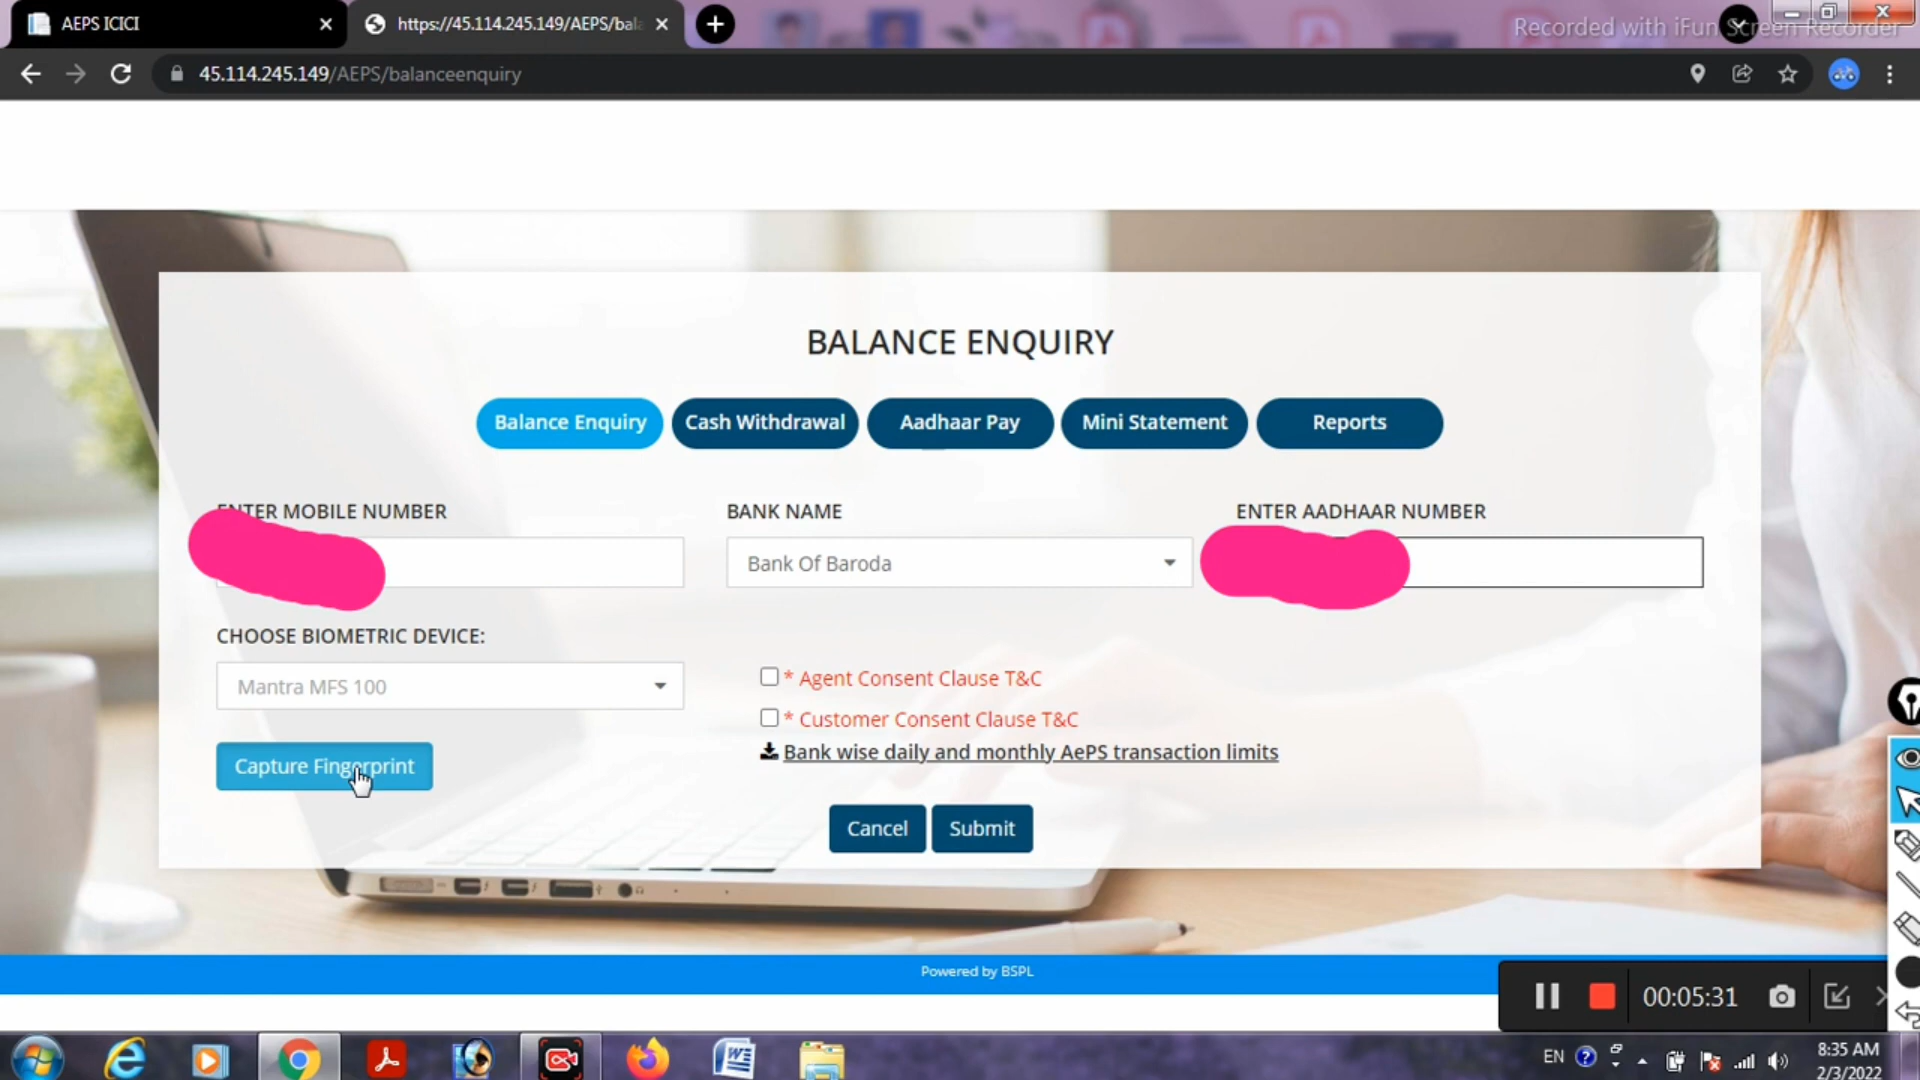 AEPS ICICI
https://45.114.245.149/AEPS/bal
Recorded with iFun Screen Recorder
45.114.245.149/AEPS/balanceenquiry
BALANCE ENQUIRY
Balance Enquiry
Cash Withdrawal
Aadhaar Pay
Mini Statement
Reports
ENTER MOBILE NUMBER
BANK NAME
ENTER AADHAAR NUMBER
Bank Of Baroda
CHOOSE BIOMETRIC DEVICE:
Mantra MFS 100
* Agent Consent Clause T&C
* Customer Consent Clause T&C
Bank wise daily and monthly AePS transaction limits
Capture Fingerprint
Cancel
Submit
Powered by BSPL
00:05:31
EN
8:35 AM
2/3/2022